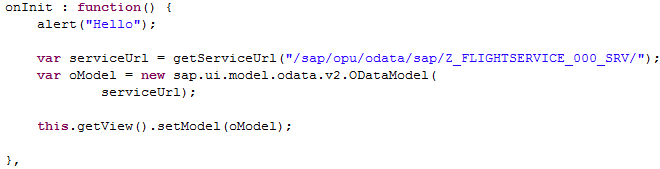 onInit : function() {
alert("Hello");
var serviceUrl = getServiceUrl("/sap/opu/odata/sap/Z_FLIGHTSERVICE_000_SRV/");
var oModel = new sap.ui.model.odata.v2.ODataModel(
serviceUrl);
this.getView().setModel(oModel);
},